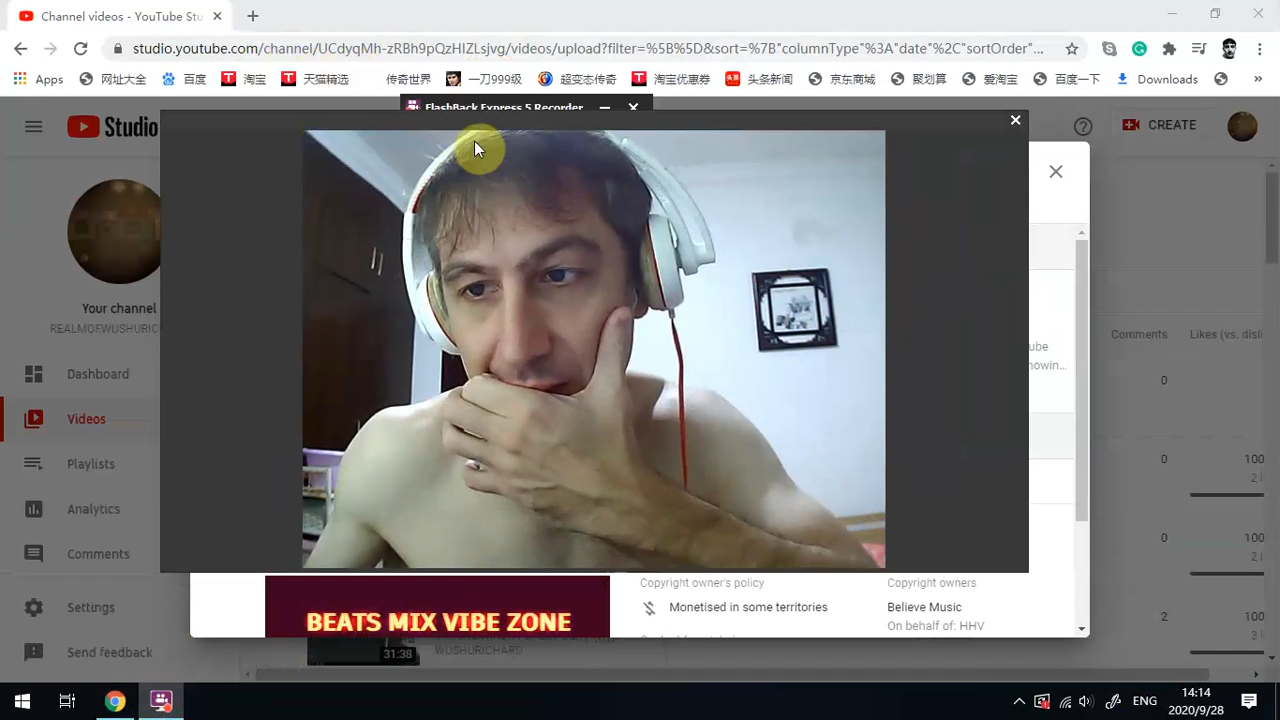 Channel videos - YouTube Stu
studio.youtube.com/channel/UCdyqMh-zRBh9pQzHIZLsjvg/videos/upload?filter=%5B%5D&sort=%7B"columnType"%3A"date"%2C"sortOrder"...
Apps 网址大全 百度 淘宝 天猫精选 传奇世界 一刀999级 超变态传奇 淘宝优惠券 头条新闻 京东商城 聚划算 爱淘宝 百度一下 Downloads
FlashBack Express 5 Recorder
Studio
CREATE
Your channel
REALMOFWUSHURIC
Dashboard
Videos
Playlists
Analytics
Comments
Settings
Send feedback
ube
nowin...
Comments Likes (vs. disli
0
0 100
0 100
2 100
Copyright owner's policy
Monetised in some territories
Copyright owners
Believe Music
On behalf of: HHV
BEATS MIX VIBE ZONE
31:38
WUSHURICHARD
ENG
14:14
2020/9/28